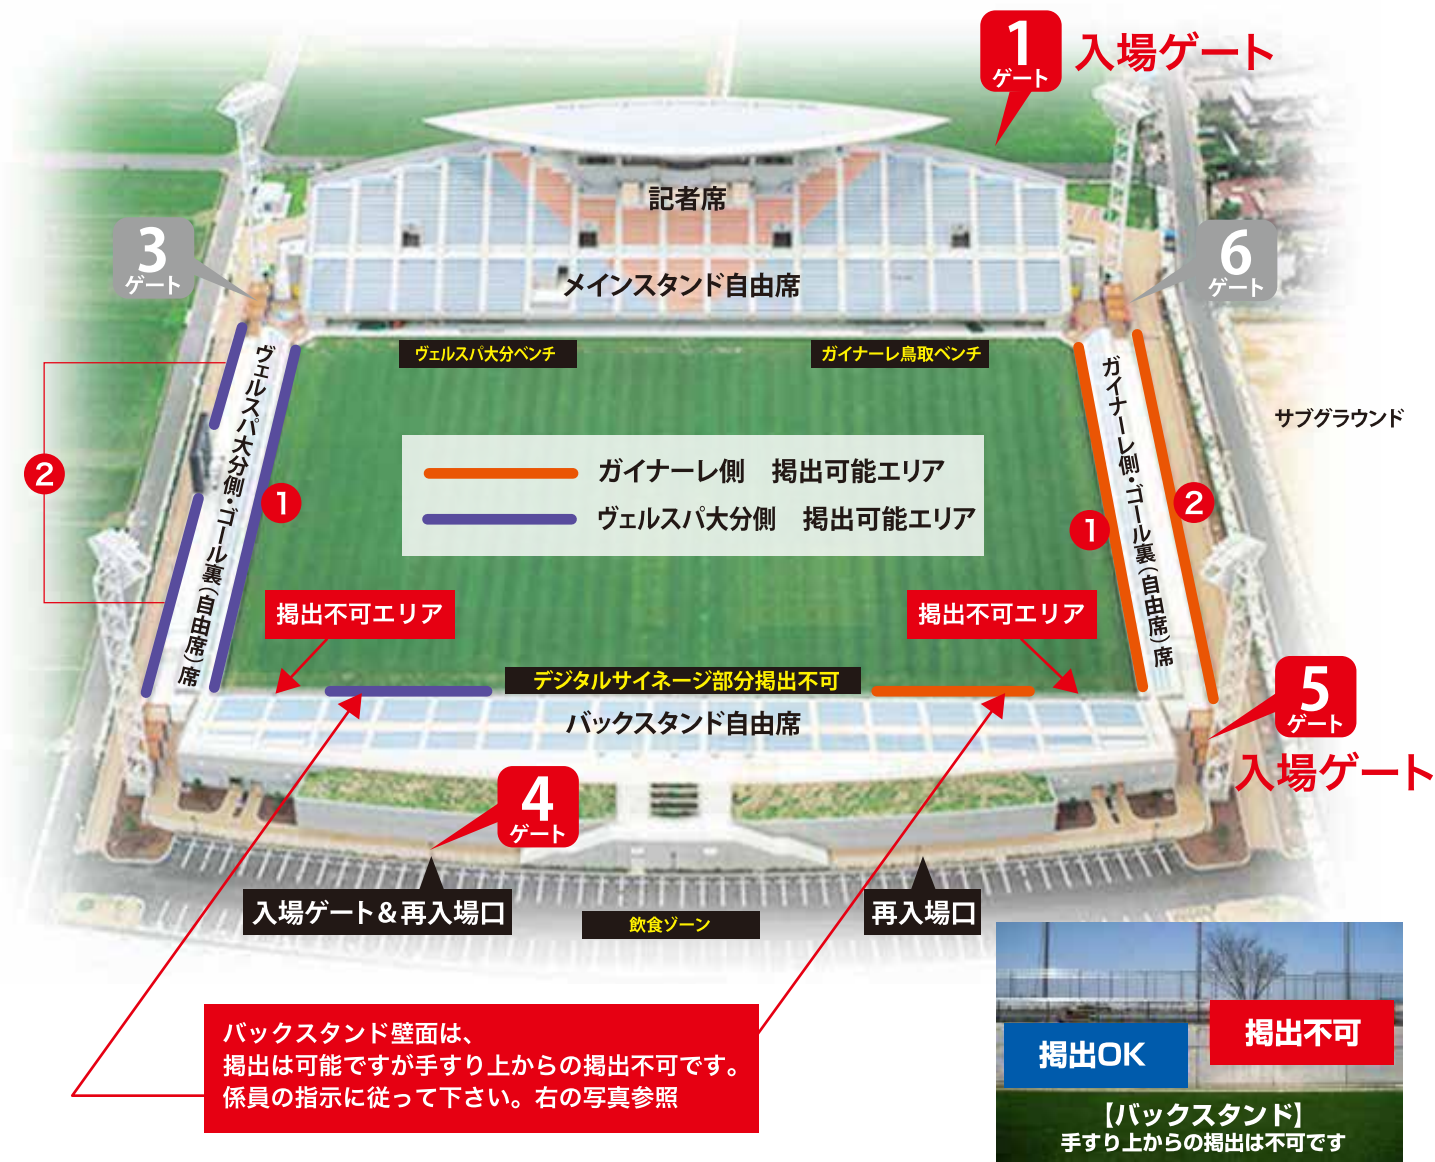 1
ゲート
入場ゲート
記者席
3
ゲート
6
ゲート
メインスタンド自由席
ヴェルスパ大分ベンチ
ガイナーレ鳥取ベンチ
ヴェルスパ大分側・ゴール裏(自由席)席
ガイナーレ側・ゴール裏(自由席)席
サブグラウンド
ガイナーレ側 掲出可能エリア
ヴェルスパ大分側 掲出可能エリア
2
1
1
2
掲出不可エリア
掲出不可エリア
デジタルサイネージ部分掲出不可
バックスタンド自由席
5
ゲート
入場ゲート
4
ゲート
入場ゲート&再入場口
再入場口
飲食ゾーン
バックスタンド壁面は、
掲出は可能ですが手すり上からの掲出不可です。
係員の指示に従って下さい。右の写真参照
掲出OK
掲出不可
【バックスタンド】
手すり上からの掲出は不可です